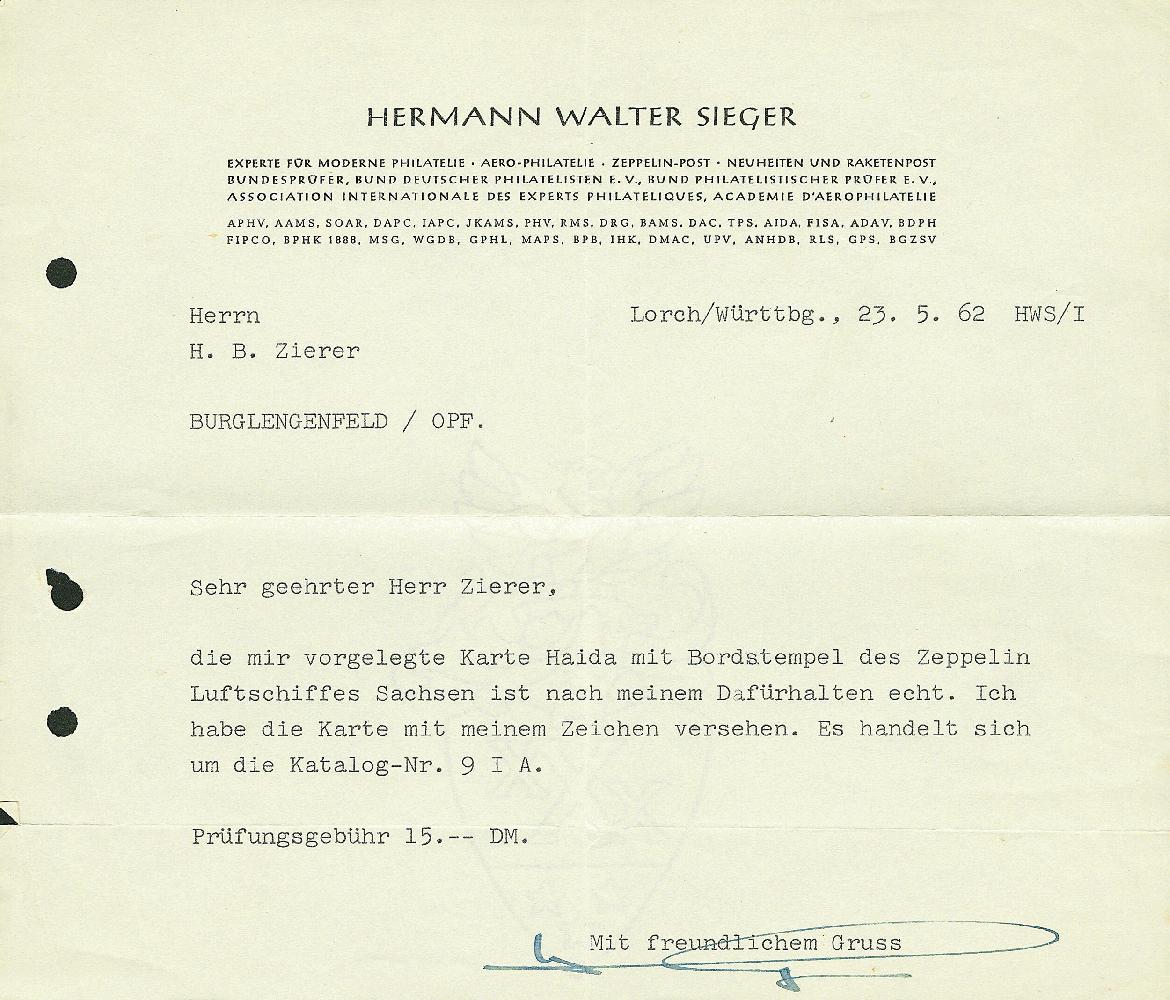 HERMANN WALTER SIEGER
EXPERTE FÜR MODERNE PHILATELIE · AERO-PHILATELIE · ZEPPELIN-POST · NEUHEITEN UND RAKETENPOST
BUNDESPRÜFER, BUND DEUTSCHER PHILATELISTEN E.V., BUND PHILATELISTISCHER PRÜFER E.V.,
ASSOCIATION INTERNATIONALE DES EXPERTS PHILATELIQUES, ACADEMIE D'AEROPHILATELIE
APHV, AAMS, SOAR, DAPC, IAPC, JKAMS, PHV, RMS, DRG, BAMS, DAC, TPS, AIDA, FISA, ADAV, BDPH
FIPCO, BPHK 1888, MSG, WGDB, GPHL, MAPS, BPB, IHK, DMAC, UPV, ANHDB, RLS, GPS, BGZSV
Herrn Lorch/Württbg., 23. 5. 62 HWS/I
H. B. Zierer
BURGLENGENFELD / OPF.
Sehr geehrter Herr Zierer,
die mir vorgelegte Karte Haida mit Bordstempel des Zeppelin
Luftschiffes Sachsen ist nach meinem Dafürhalten echt. Ich
habe die Karte mit meinem Zeichen versehen. Es handelt sich
um die Katalog-Nr. 9 I A.
Prüfungsgebühr 15.-- DM.
Mit freundlichem Gruss